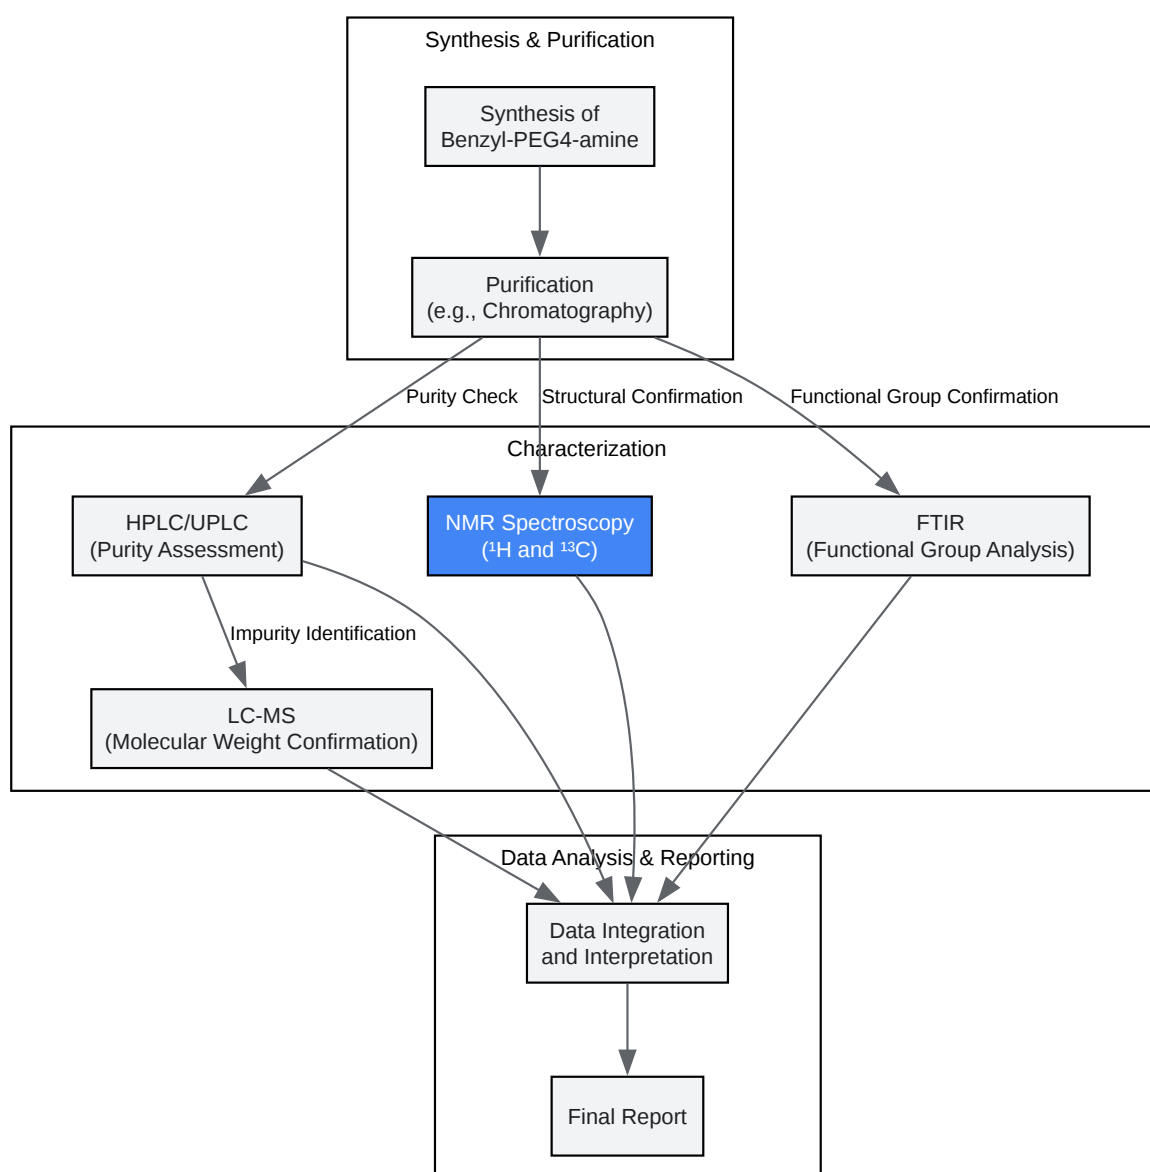 Synthesis & Purification
Synthesis of
Benzyl-PEG4-amine
Purification
(e.g., Chromatography)
Purity Check
Structural Confirmation
Functional Group Confirmation
Characterization
HPLC/UPLC
(Purity Assessment)
NMR Spectroscopy
(¹H and ¹³C)
FTIR
(Functional Group Analysis)
Impurity Identification
LC-MS
(Molecular Weight Confirmation)
Data Analysis & Reporting
Data Integration
and Interpretation
Final Report